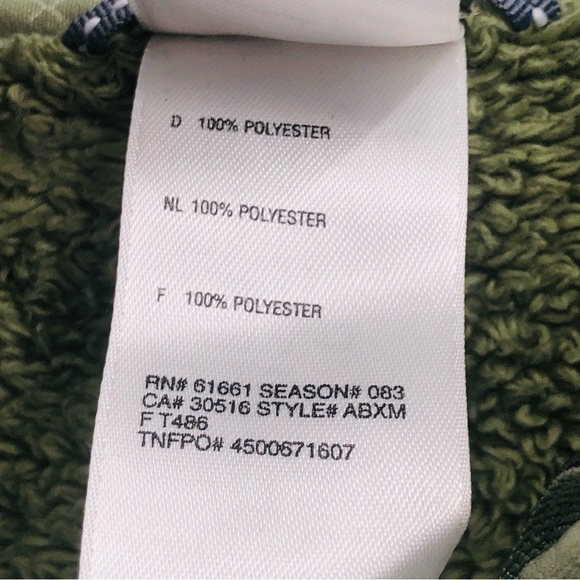 D 100% POLYESTER
NL 100% POLYESTER
F 100% POLYESTER
RN# 61661 SEASON# 083
CA# 30516 STYLE# ABXM
F T486
TNFPO# 4500671607